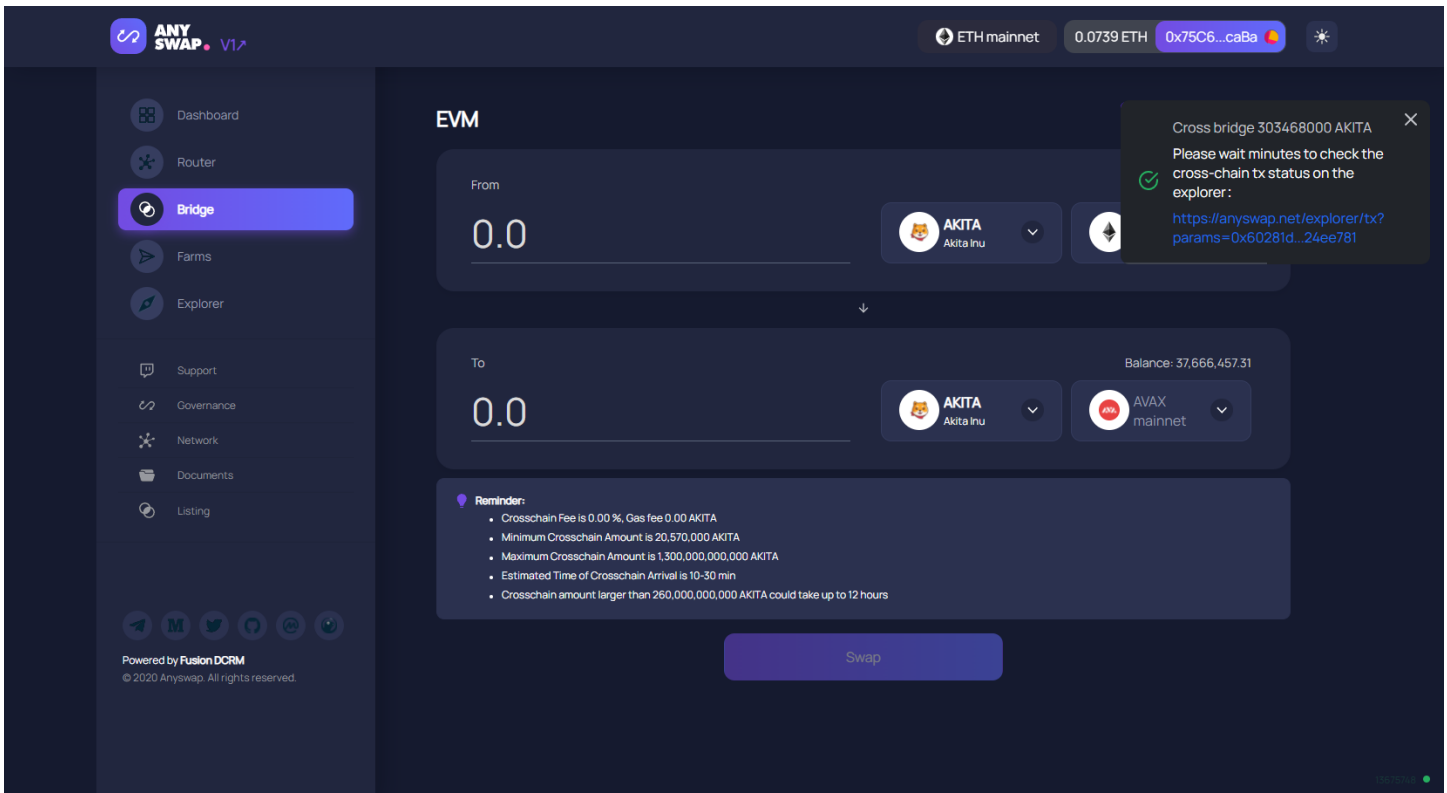 ANY
SWAP. V1↗
ETH mainnet
0.0739 ETH
0x75C6...caBa
Dashboard
Router
Bridge
Farms
Explorer
Support
Governance
Network
Documents
Listing
Powered by Fusion DCRM
© 2020 Anyswap. All rights reserved.
EVM
From
0.0
AKITA
Akita Inu
Cross bridge 303468000 AKITA
Please wait minutes to check the
cross-chain tx status on the
explorer:
https://anyswap.net/explorer/tx?
params=0x60281d...24ee781
To
Balance: 37,666,457.31
0.0
AKITA
Akita Inu
AVAX
mainnet
Reminder:
• Crosschain Fee is 0.00 %, Gas fee 0.00 AKITA
• Minimum Crosschain Amount is 20,570,000 AKITA
• Maximum Crosschain Amount is 1,300,000,000,000 AKITA
• Estimated Time of Crosschain Arrival is 10-30 min
• Crosschain amount larger than 260,000,000,000 AKITA could take up to 12 hours
Swap